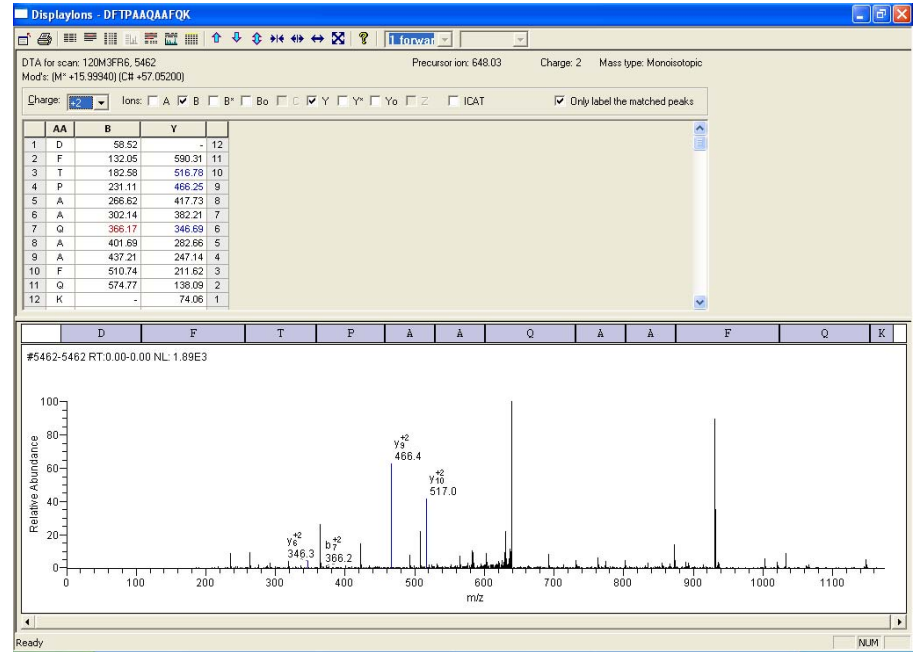 DisplayIons - DFTPAAQAAFQK
1 forwar
DTA for scan: 120M3FR6, 5462 Precursor ion: 648.03 Charge: 2 Mass type: Monoisotopic
Mod's: (M* +15.99940) (C# +57.05200)
Charge: +2 Ions: A B B* Bo C Y Y* Yo Z ICAT Only label the matched peaks
AA B Y
1 D 58.52 - 12
2 F 132.05 590.31 11
3 T 182.58 516.78 10
4 P 231.11 466.25 9
5 A 266.62 417.73 8
6 A 302.14 382.21 7
7 Q 366.17 346.69 6
8 A 401.69 282.66 5
9 A 437.21 247.14 4
10 F 510.74 211.62 3
11 Q 574.77 138.09 2
12 K - 74.06 1
D F T P A A Q A A F Q K
#5462-5462 RT:0.00-0.00 NL: 1.89E3
Relative Abundance
100
80
60
40
20
0
y9+2
466.4
y10+2
517.0
y6+2
346.3
b7+2
366.2
0 100 200 300 400 500 600 700 800 900 1000 1100
m/z
Ready NUM